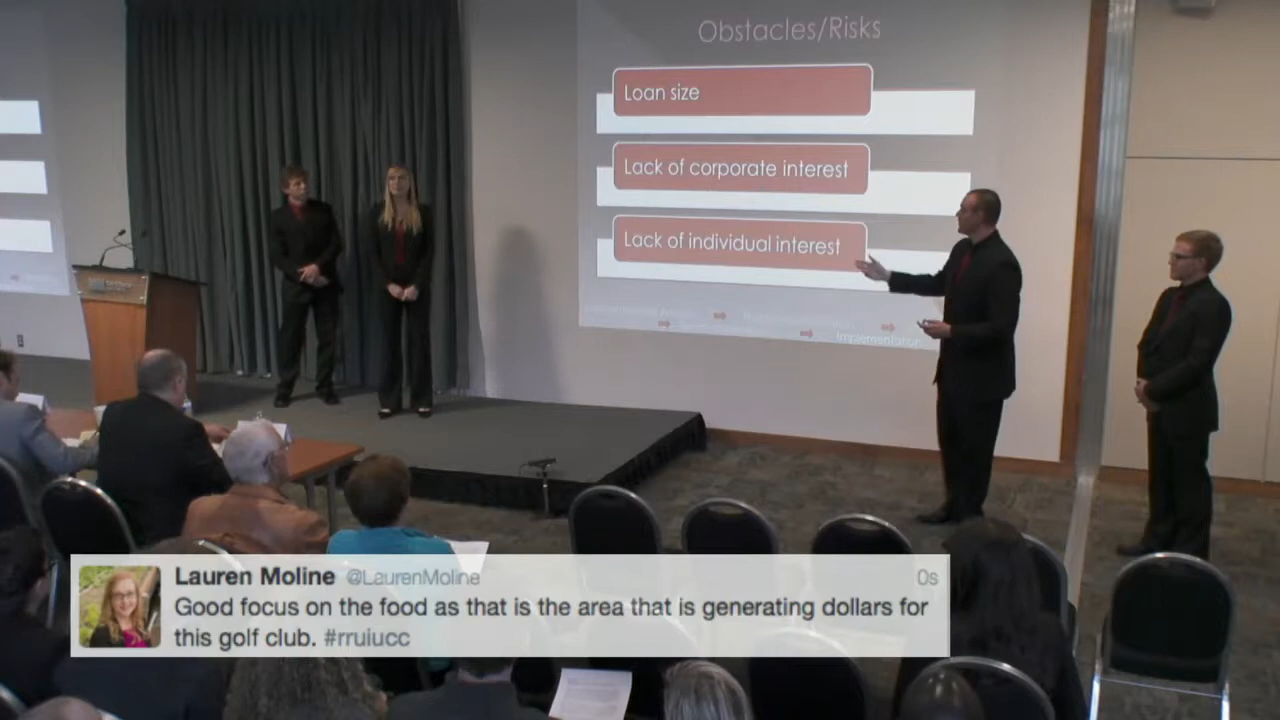 Obstacles/Risks
Loan size
Lack of corporate interest
Lack of individual interest
Implementation
Lauren Moline @LaurenMoline 0s
Good focus on the food as that is the area that is generating dollars for
this golf club. #rruiucc